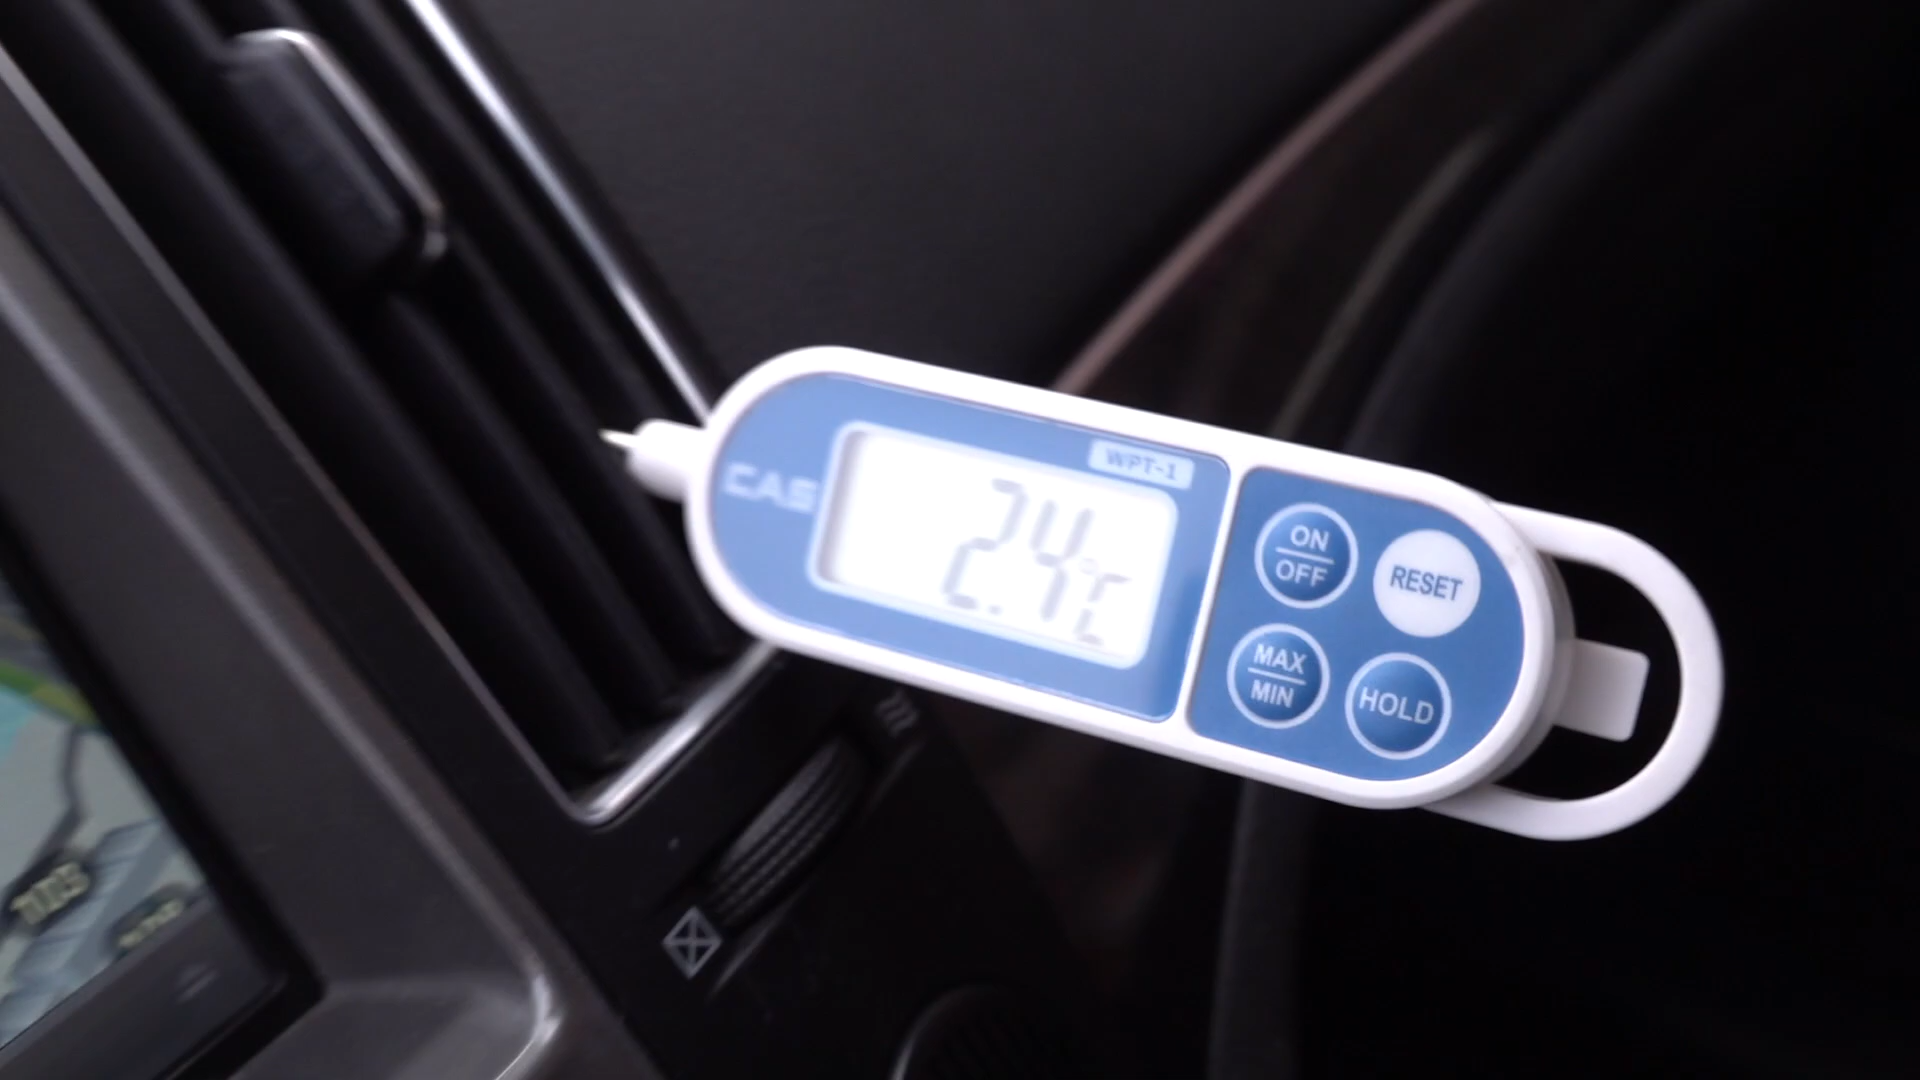 CAS
WPT-1
2.4°C
ON
OFF
RESET
MAX
MIN
HOLD